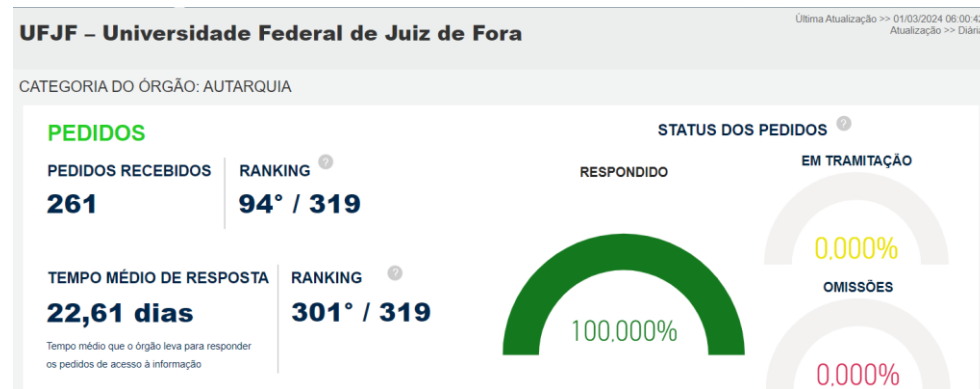 UFJF – Universidade Federal de Juiz de Fora
Última Atualização >> 01/03/2024 06:00:42
Atualização >> Diária
CATEGORIA DO ÓRGÃO: AUTARQUIA
PEDIDOS
PEDIDOS RECEBIDOS
261
RANKING ?
94° / 319
TEMPO MÉDIO DE RESPOSTA
22,61 dias
Tempo médio que o órgão leva para responder
os pedidos de acesso à informação
RANKING ?
301° / 319
STATUS DOS PEDIDOS ?
RESPONDIDO
100,000%
EM TRAMITAÇÃO
0,000%
OMISSÕES
0,000%